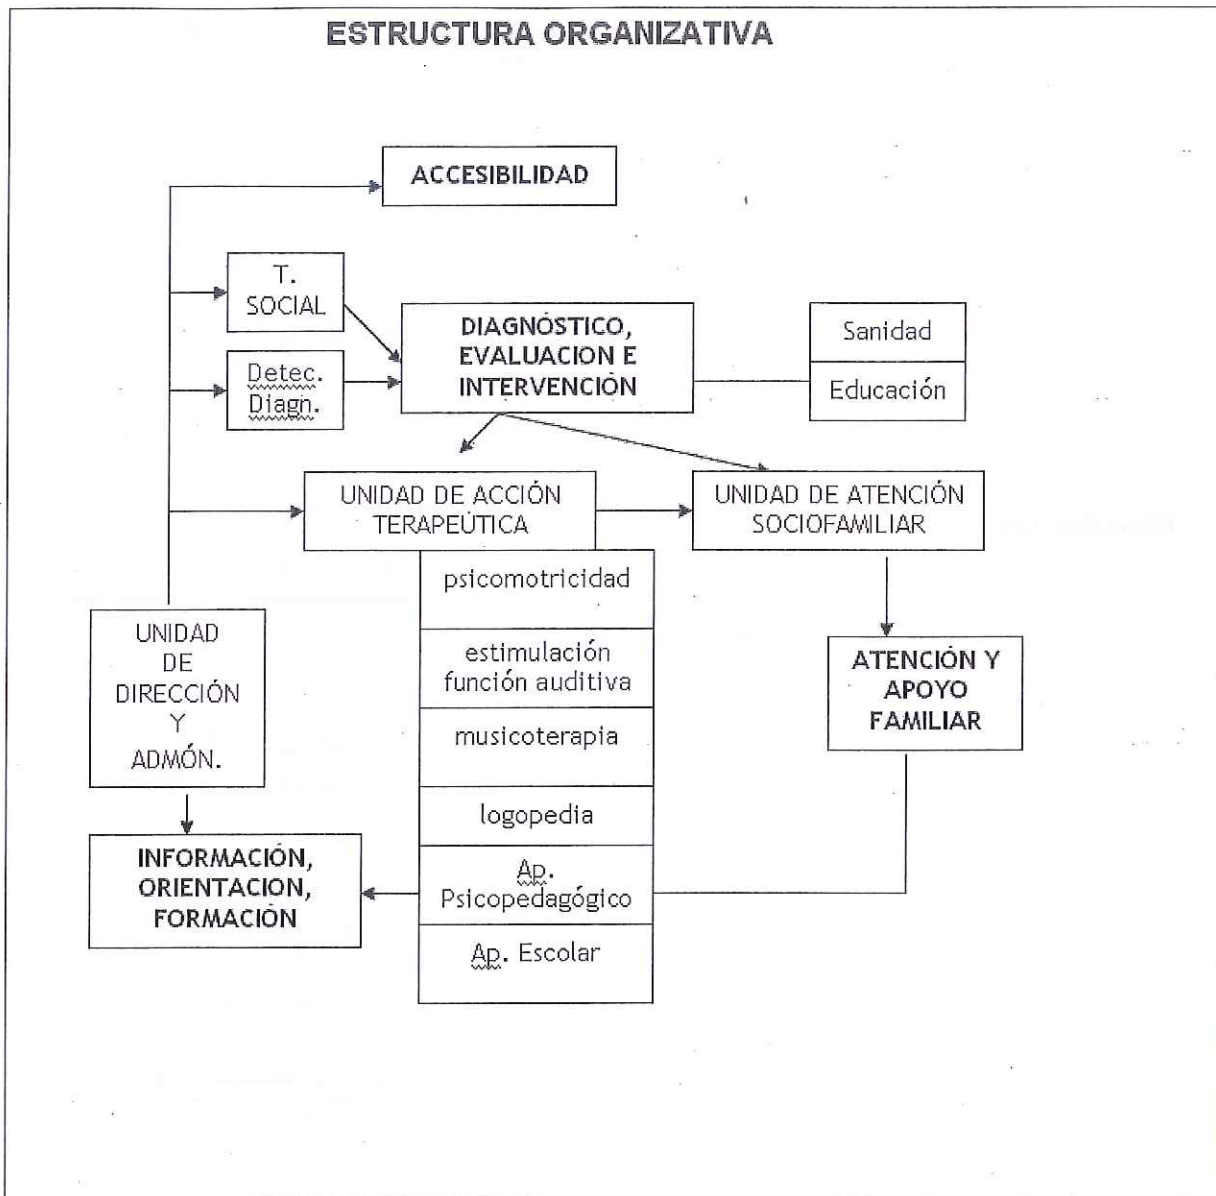 ESTRUCTURA ORGANIZATIVA
ACCESIBILIDAD
T.
SOCIAL
DIAGNÓSTICO,
EVALUACION E
INTERVENCIÓN
Sanidad
Educación
Detec.
Diagn.
UNIDAD DE ACCIÓN
TERAPEÚTICA
UNIDAD DE ATENCIÓN
SOCIOFAMILIAR
psicomotricidad
estimulación
función auditiva
musicoterapia
logopedia
Ap.
Psicopedagógico
Ap. Escolar
UNIDAD
DE
DIRECCIÓN
Y
ADMÓN.
ATENCIÓN Y
APOYO
FAMILIAR
INFORMACIÓN,
ORIENTACION,
FORMACIÓN